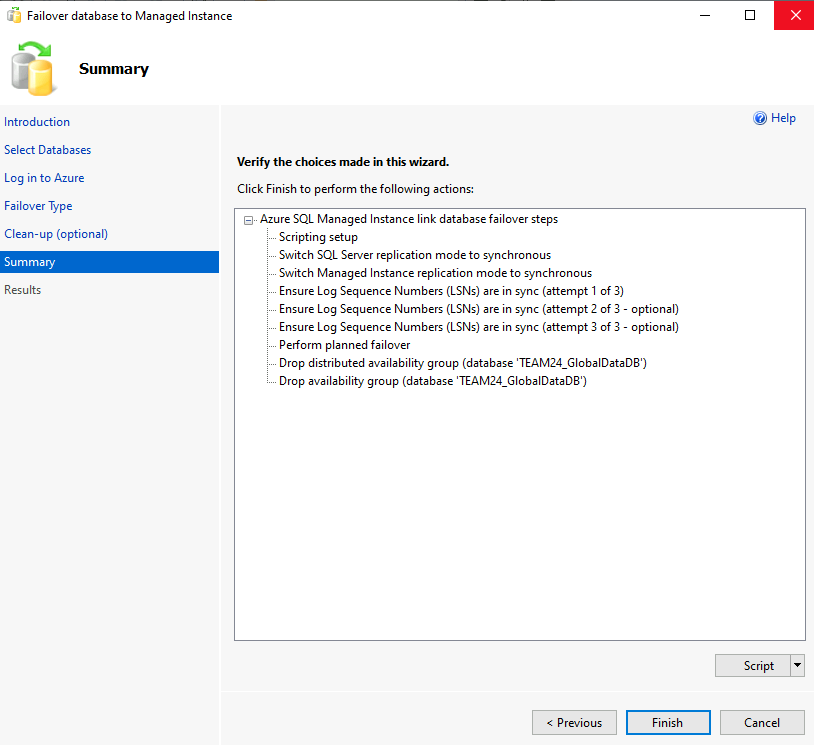 Failover database to Managed Instance
Summary
Introduction
Select Databases
Log in to Azure
Failover Type
Clean-up (optional)
Summary
Results
Help
Verify the choices made in this wizard.
Click Finish to perform the following actions:
Azure SQL Managed Instance link database failover steps
Scripting setup
Switch SQL Server replication mode to synchronous
Switch Managed Instance replication mode to synchronous
Ensure Log Sequence Numbers (LSNs) are in sync (attempt 1 of 3)
Ensure Log Sequence Numbers (LSNs) are in sync (attempt 2 of 3 - optional)
Ensure Log Sequence Numbers (LSNs) are in sync (attempt 3 of 3 - optional)
Perform planned failover
Drop distributed availability group (database 'TEAM24_GlobalDataDB')
Drop availability group (database 'TEAM24_GlobalDataDB')
Script
< Previous
Finish
Cancel